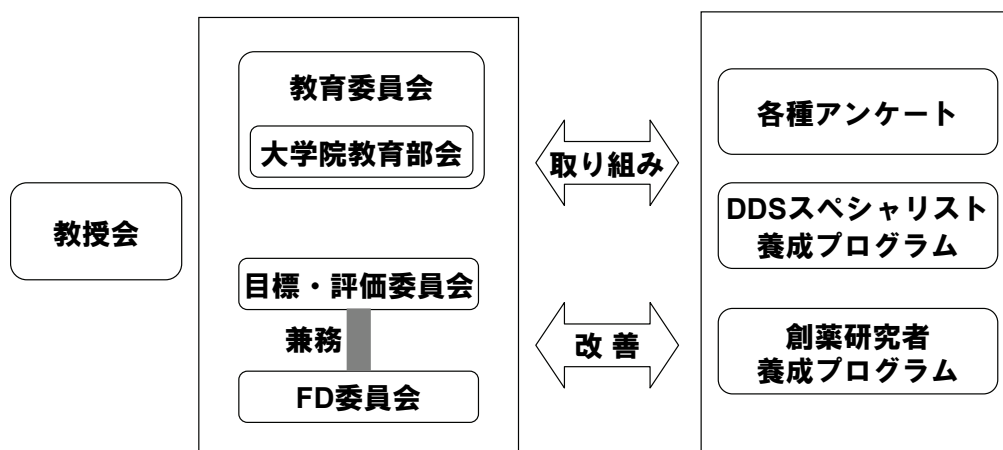 教授会
教育委員会
大学院教育部会
目標・評価委員会
兼務
FD委員会
取り組み
改 善
各種アンケート
DDSスペシャリスト
養成プログラム
創薬研究者
養成プログラム